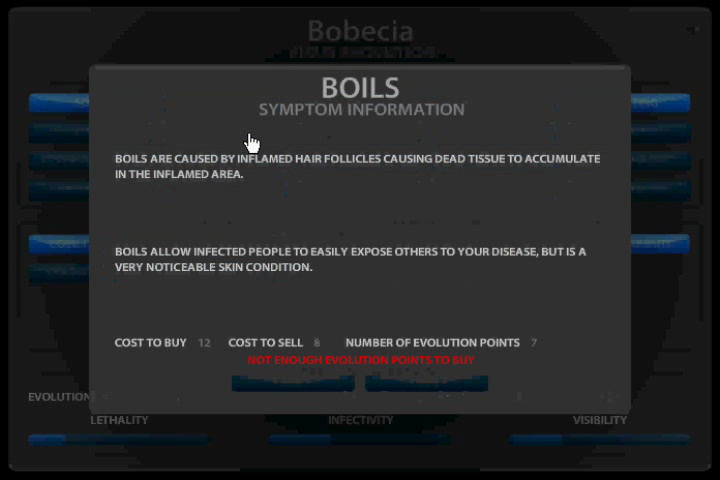 Bobecia
BOILS
SYMPTOM INFORMATION
BOILS ARE CAUSED BY INFLAMED HAIR FOLLICLES CAUSING DEAD TISSUE TO ACCUMULATE
IN THE INFLAMED AREA.
BOILS ALLOW INFECTED PEOPLE TO EASILY EXPOSE OTHERS TO YOUR DISEASE, BUT IS A
VERY NOTICEABLE SKIN CONDITION.
COST TO BUY 12 COST TO SELL 8 NUMBER OF EVOLUTION POINTS 7
NOT ENOUGH EVOLUTION POINTS TO BUY
EVOLUTION
LETHALITY INFECTIVITY VISIBILITY